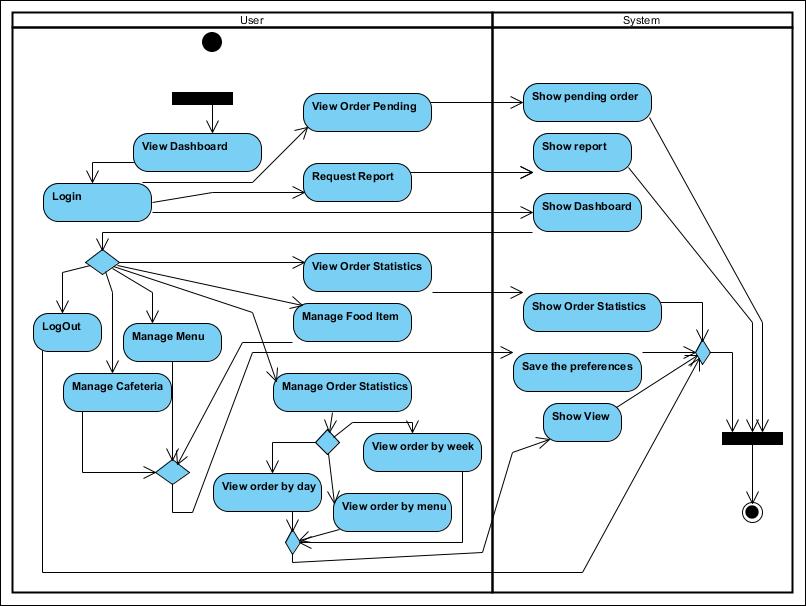 User
System
View Order Pending
Show pending order
View Dashboard
Show report
Request Report
Login
Show Dashboard
View Order Statistics
Show Order Statistics
Manage Food Item
LogOut
Manage Menu
Save the preferences
Manage Cafeteria
Manage Order Statistics
Show View
View order by week
View order by day
View order by menu